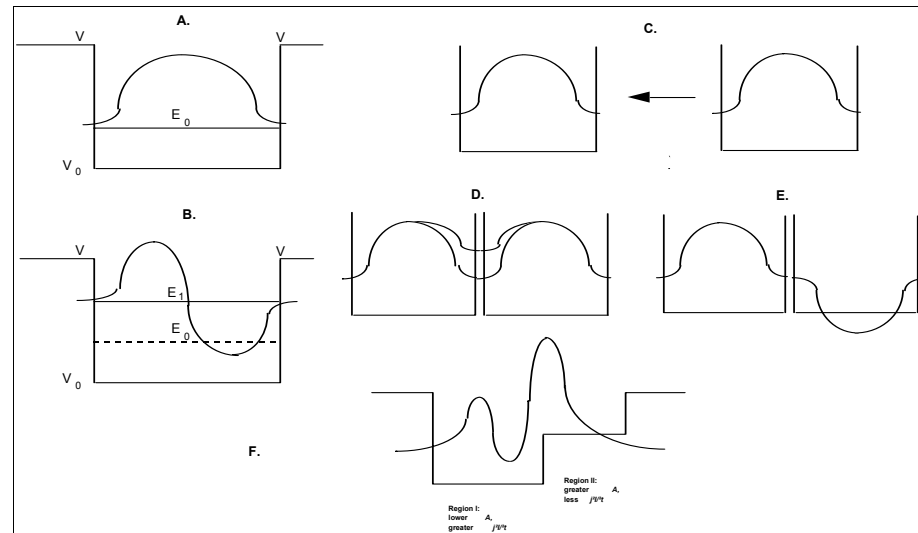 A.
V V
E 0
V 0
B.
V V
E 1
E 0
V 0
C.
D.
E.
F.
Region I:
lower A,
greater
Region II:
greater A,
less